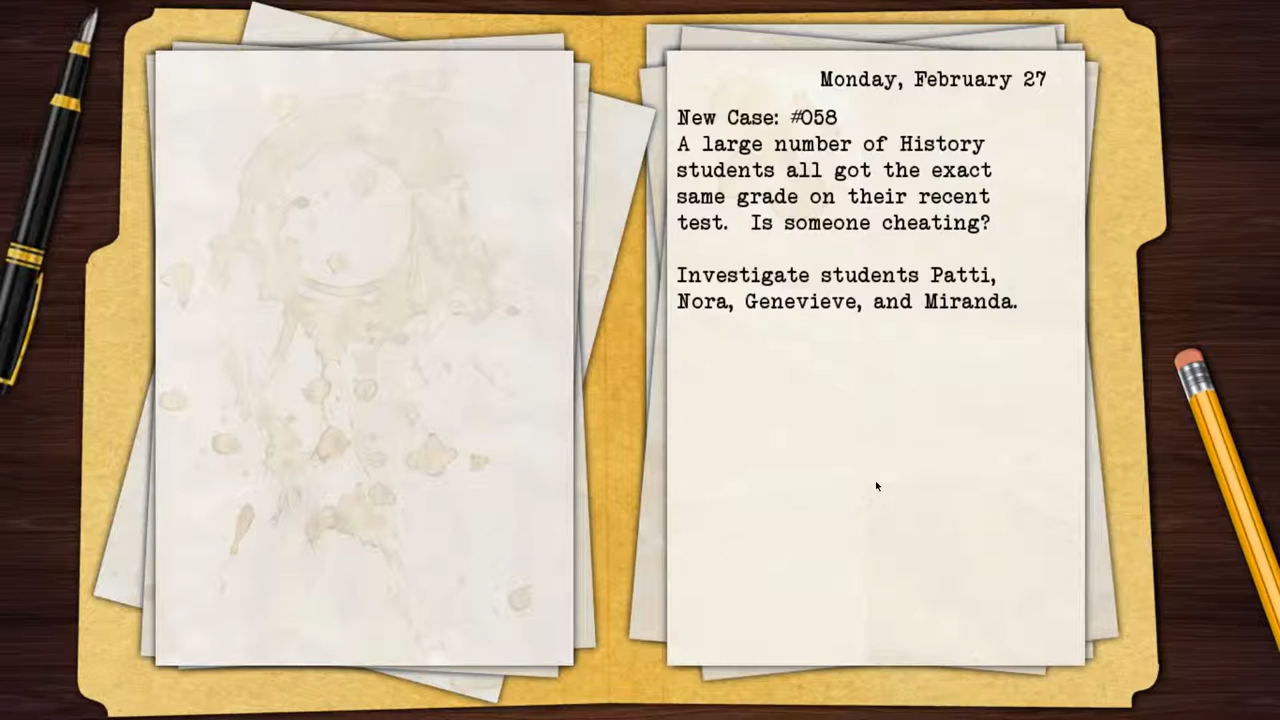 Monday, February 27
New Case: #058
A large number of History
students all got the exact
same grade on their recent
test.  Is someone cheating?
Investigate students Patti,
Nora, Genevieve, and Miranda.